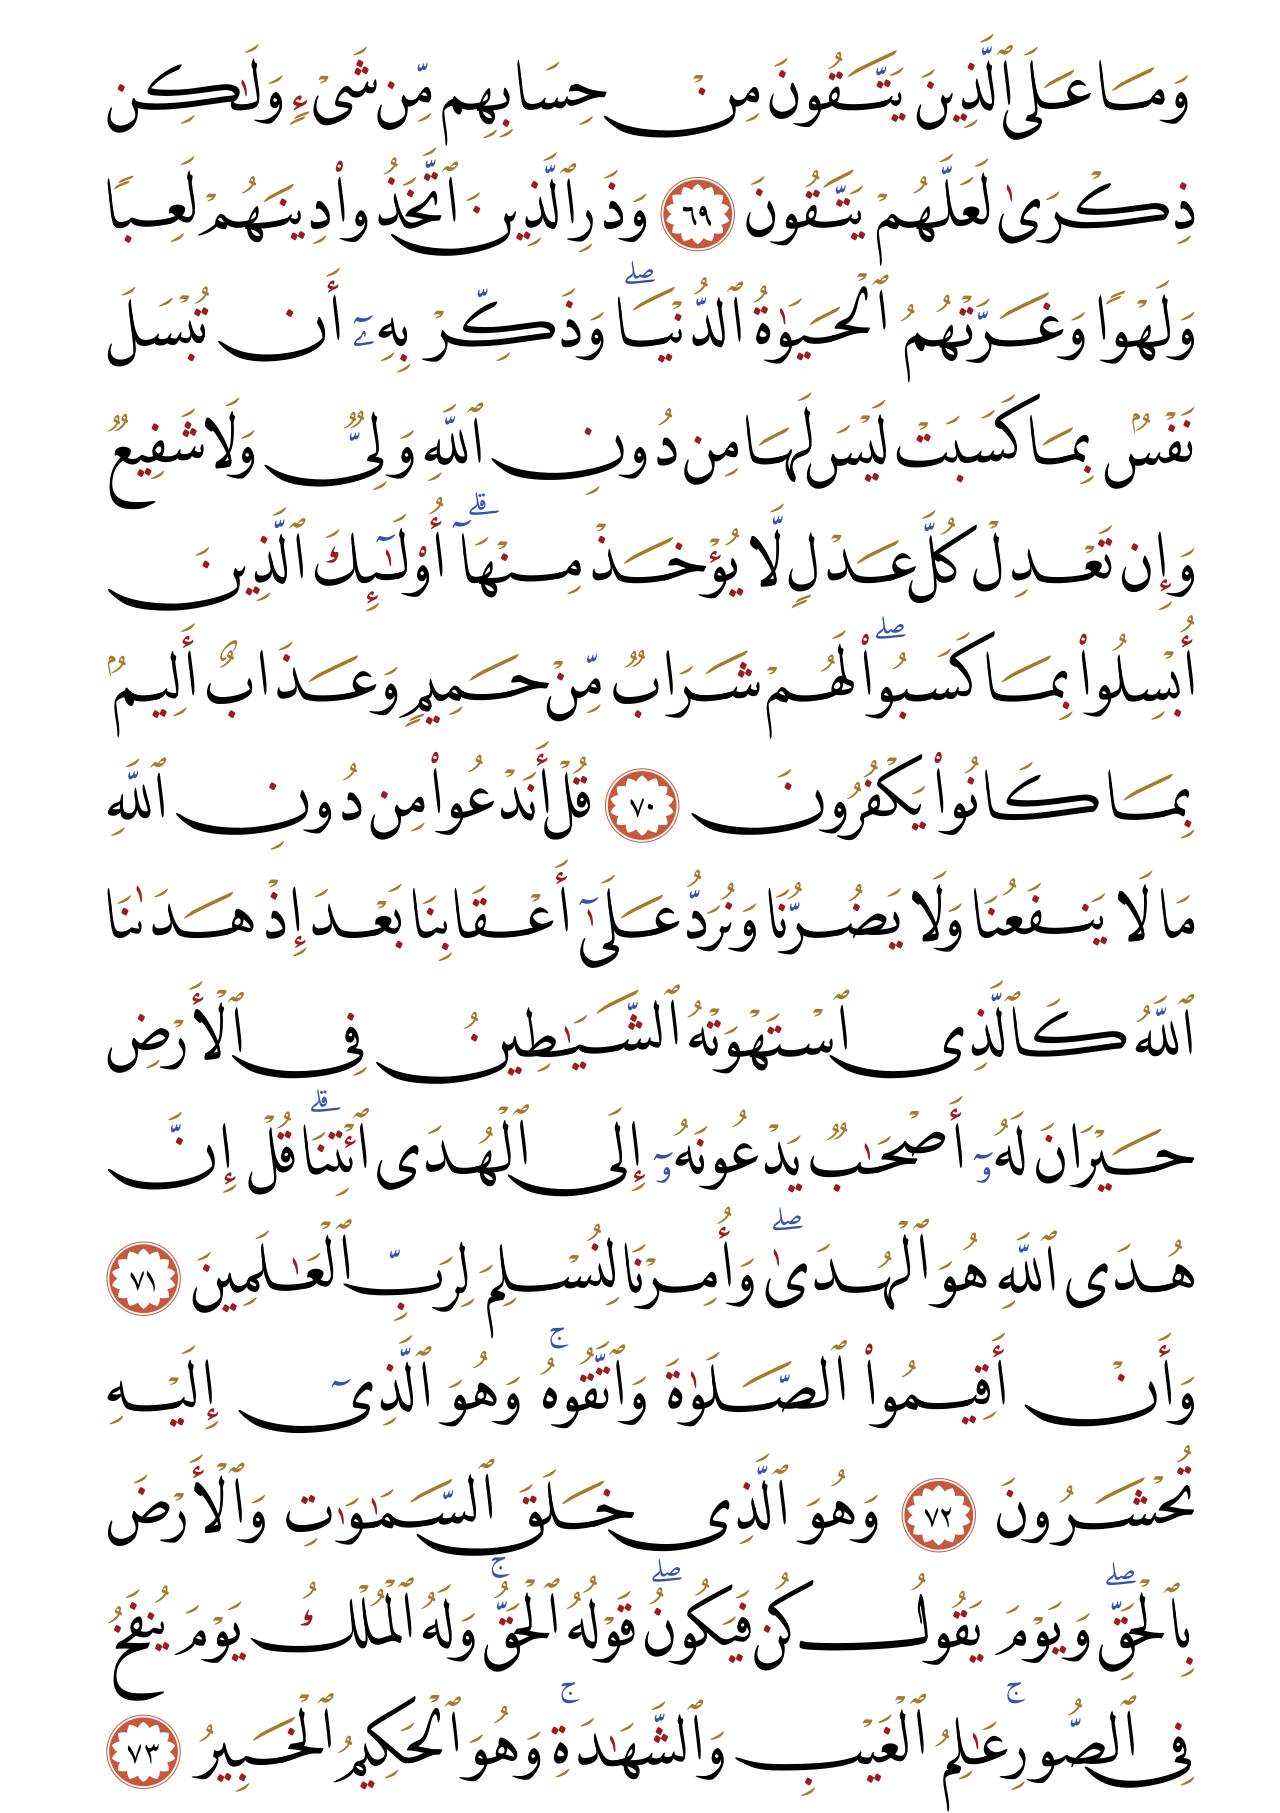 وَمَا عَلَى ٱلَّذِينَ يَتَّقُونَ مِنْ حِسَابِهِم مِّن شَىْءٍ وَلَٰكِن
ذِكْرَىٰ لَعَلَّهُمْ يَتَّقُونَ ٦٩ وَذَرِ ٱلَّذِينَ ٱتَّخَذُوا۟ دِينَهُمْ لَعِبًا
وَلَهْوًا وَغَرَّتْهُمُ ٱلْحَيَوٰةُ ٱلدُّنْيَا ۖ وَذَكِّرْ بِهِۦٓ أَن تُبْسَلَ
نَفْسٌۢ بِمَا كَسَبَتْ لَيْسَ لَهَا مِن دُونِ ٱللَّهِ وَلِىٌّ وَلَا شَفِيعٌ
وَإِن تَعْدِلْ كُلَّ عَدْلٍ لَّا يُؤْخَذْ مِنْهَآ ۗ أُو۟لَٰٓئِكَ ٱلَّذِينَ
أُبْسِلُوا۟ بِمَا كَسَبُوا۟ ۖ لَهُمْ شَرَابٌ مِّنْ حَمِيمٍ وَعَذَابٌ أَلِيمٌۢ
بِمَا كَانُوا۟ يَكْفُرُونَ ٧٠ قُلْ أَنَدْعُوا۟ مِن دُونِ ٱللَّهِ
مَا لَا يَنفَعُنَا وَلَا يَضُرُّنَا وَنُرَدُّ عَلَىٰٓ أَعْقَابِنَا بَعْدَ إِذْ هَدَىٰنَا
ٱللَّهُ كَٱلَّذِى ٱسْتَهْوَتْهُ ٱلشَّيَٰطِينُ فِى ٱلْأَرْضِ
حَيْرَانَ لَهُۥٓ أَصْحَٰبٌ يَدْعُونَهُۥٓ إِلَى ٱلْهُدَى ٱئْتِنَا ۗ قُلْ إِنَّ
هُدَى ٱللَّهِ هُوَ ٱلْهُدَىٰ ۖ وَأُمِرْنَا لِنُسْلِمَ لِرَبِّ ٱلْعَٰلَمِينَ ٧١
وَأَنْ أَقِيمُوا۟ ٱلصَّلَوٰةَ وَٱتَّقُوهُ ۚ وَهُوَ ٱلَّذِىٓ إِلَيْهِ
تُحْشَرُونَ ٧٢ وَهُوَ ٱلَّذِى خَلَقَ ٱلسَّمَٰوَٰتِ وَٱلْأَرْضَ
بِٱلْحَقِّ ۖ وَيَوْمَ يَقُولُ كُن فَيَكُونُ ۖ قَوْلُهُ ٱلْحَقُّ ۚ وَلَهُ ٱلْمُلْكُ يَوْمَ يُنفَخُ
فِى ٱلصُّورِ ۚ عَٰلِمُ ٱلْغَيْبِ وَٱلشَّهَٰدَةِ ۚ وَهُوَ ٱلْحَكِيمُ ٱلْخَبِيرُ ٧٣